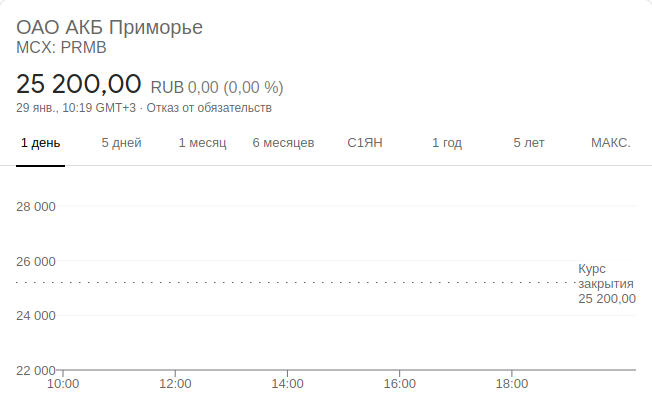 ОАО АКБ Приморье
MCX: PRMB
25 200,00 RUB 0,00 (0,00 %)
29 янв., 10:19 GMT+3 · Отказ от обязательств
1 день 5 дней 1 месяц 6 месяцев С1ЯН 1 год 5 лет МАКС.
28 000
26 000
Курс
закрытия
25 200,00
24 000
22 000
10:00 12:00 14:00 16:00 18:00